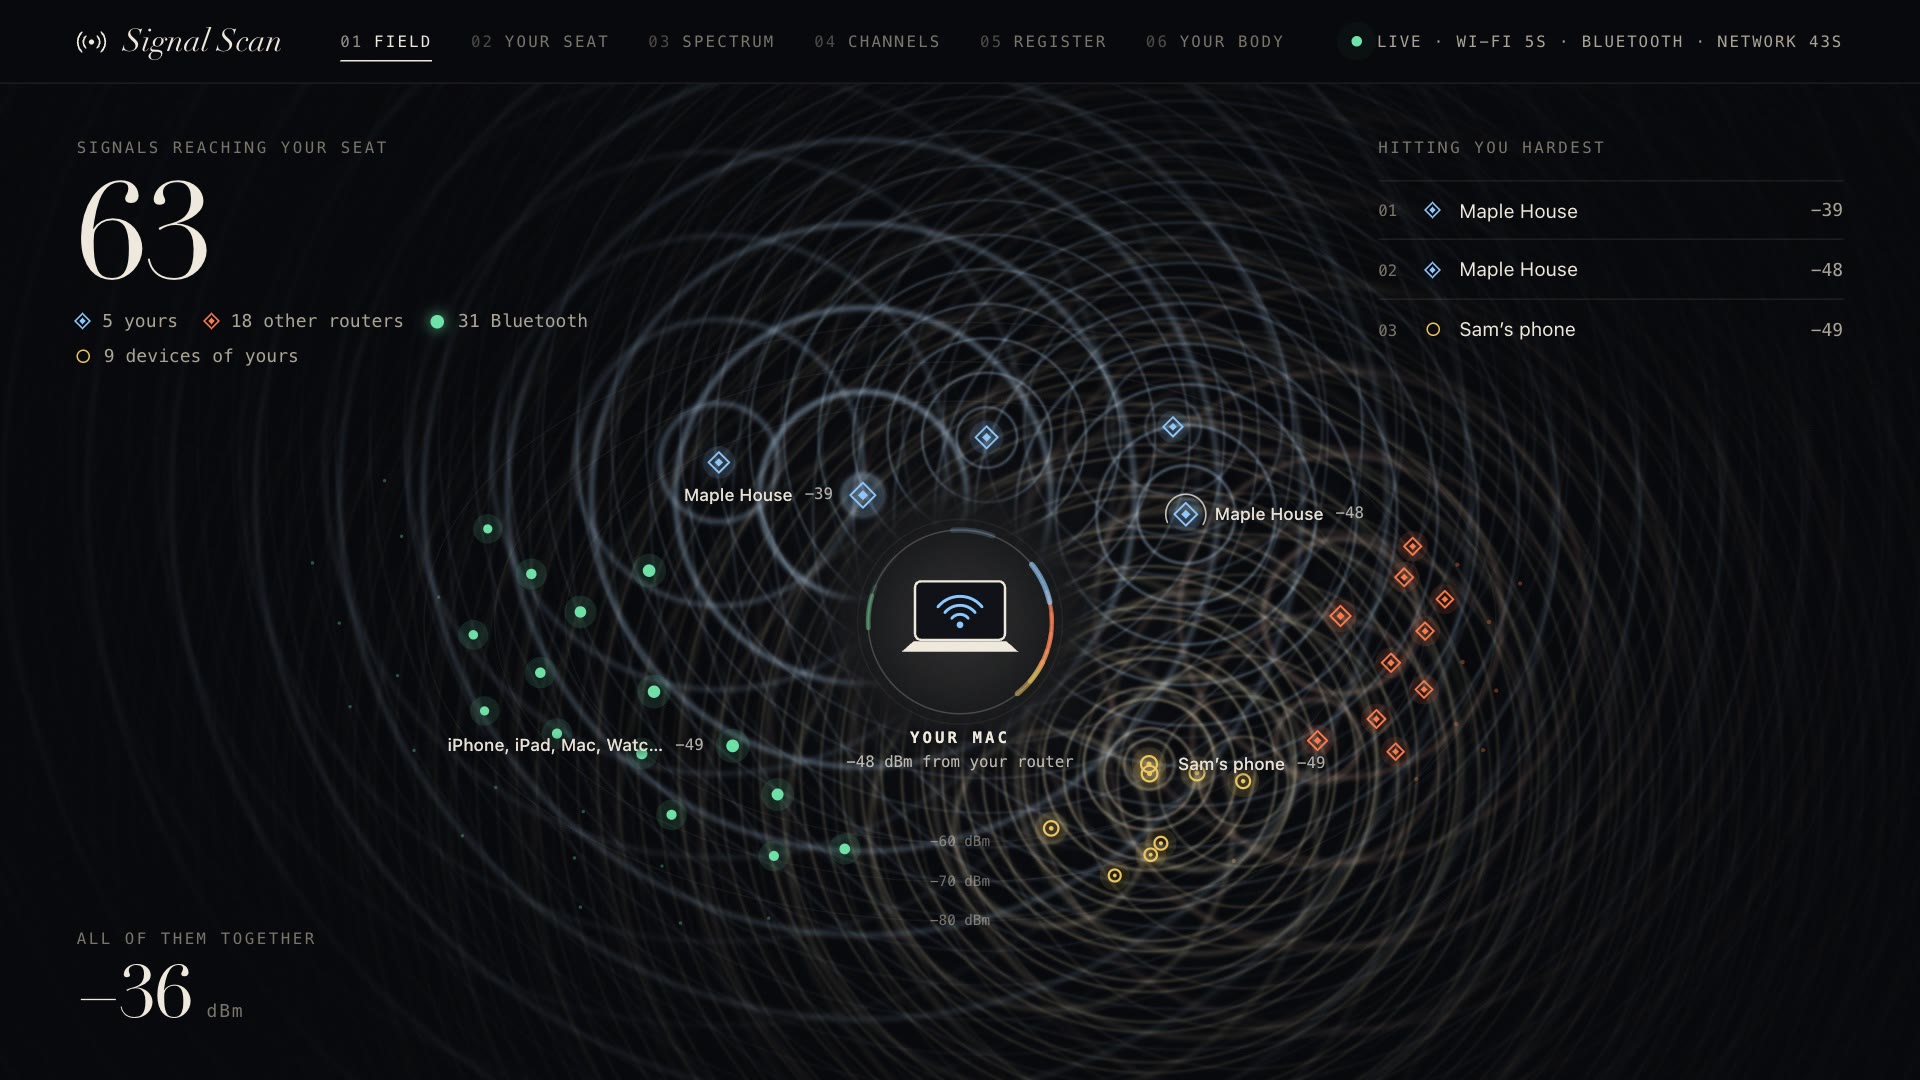 Signal Scan
01 FIELD
02 YOUR SEAT
03 SPECTRUM
04 CHANNELS
05 REGISTER
06 YOUR BODY
LIVE · WI–FI 5S · BLUETOOTH · NETWORK 43S
SIGNALS REACHING YOUR SEAT
63
5 yours
18 other routers
31 Bluetooth
9 devices of yours
HITTING YOU HARDEST
01 Maple House −39
02 Maple House −48
03 Sam’s phone −49
Maple House −39
Maple House −48
iPhone, iPad, Mac, Watc… −49
YOUR MAC
−48 dBm from your router
Sam’s phone −49
−60 dBm
−70 dBm
−80 dBm
ALL OF THEM TOGETHER
−36 dBm